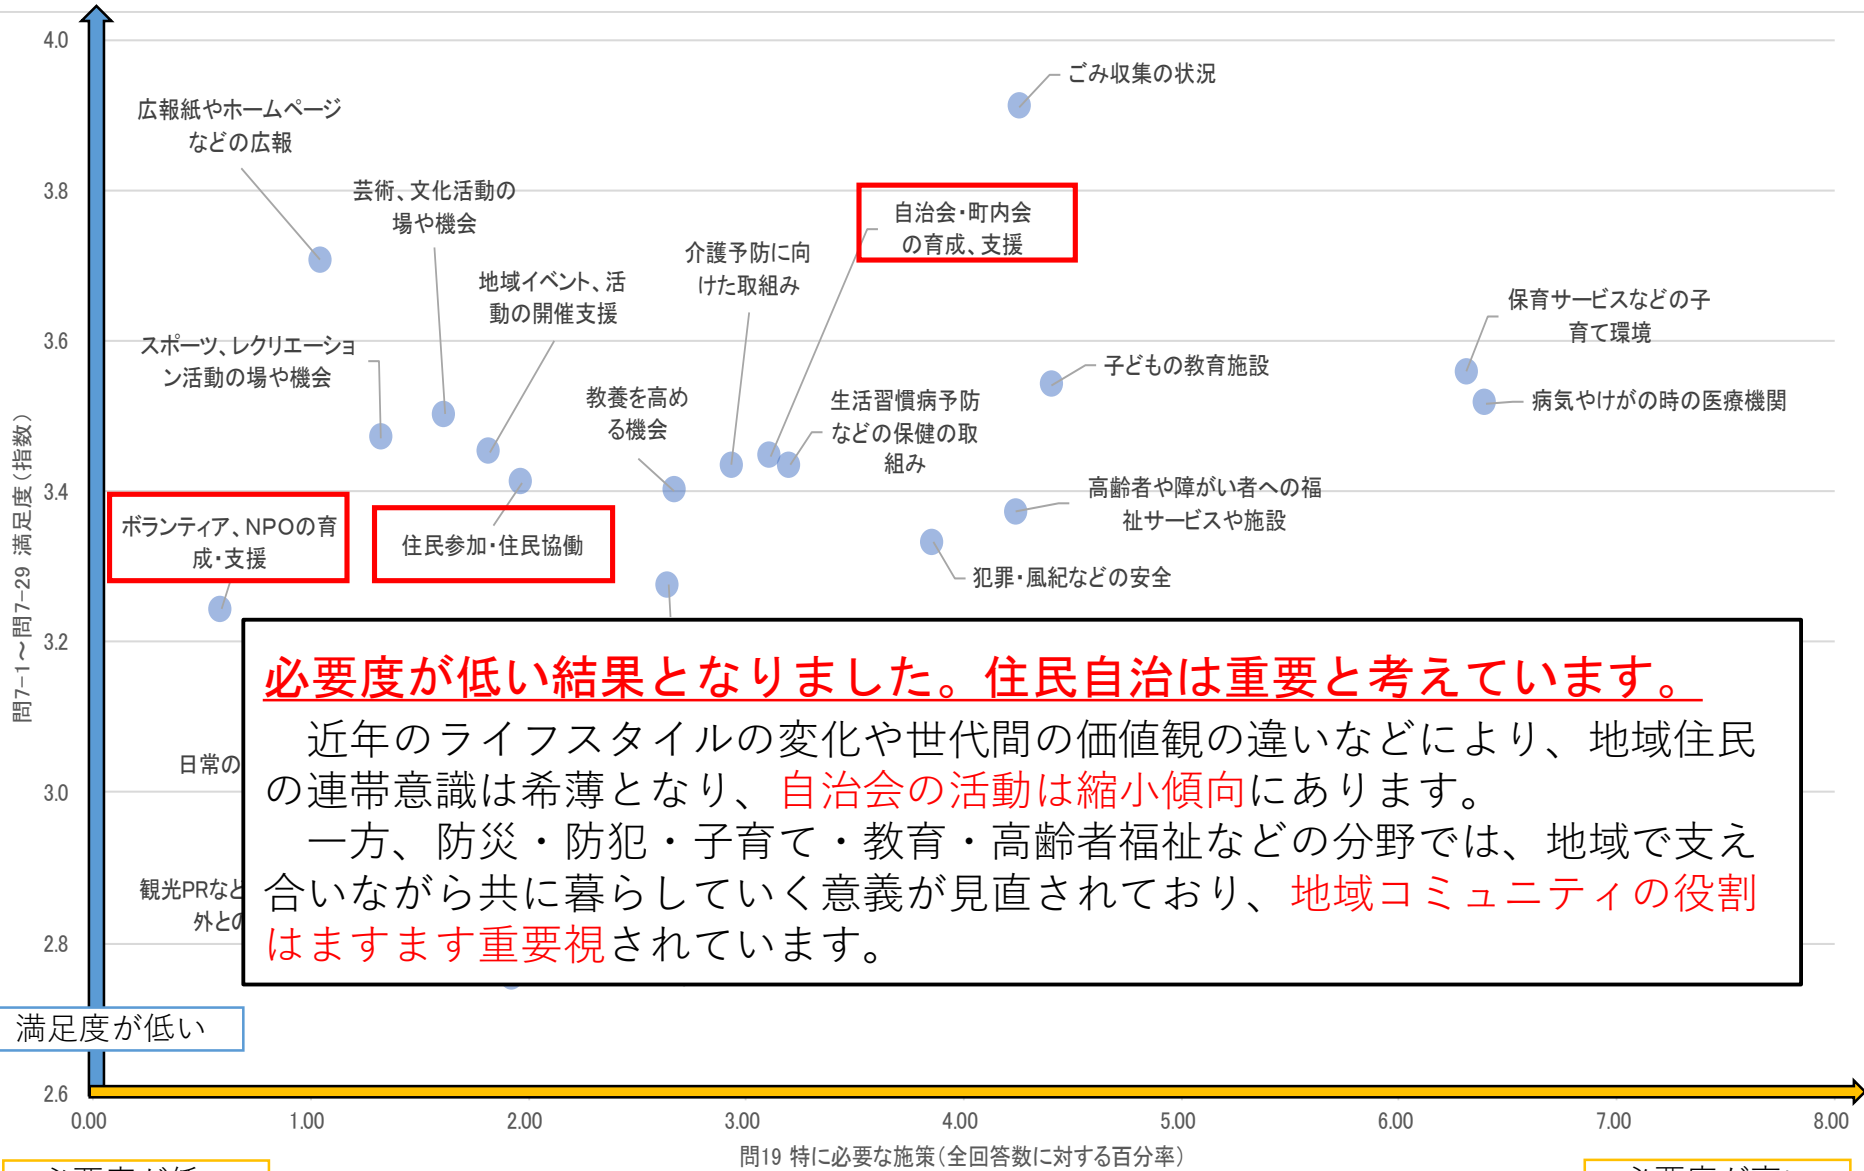 4.0
ごみ収集の状況
広報紙やホームページ
などの広報
3.8
芸術、文化活動の
場や機会
自治会・町内会
の育成、支援
介護予防に向
けた取組み
地域イベント、活
動の開催支援
保育サービスなどの子
育て環境
3.6
スポーツ、レクリエーショ
ン活動の場や機会
子どもの教育施設
教養を高め
る機会
生活習慣病予防
などの保健の取
組み
病気やけがの時の医療機関
3.4
高齢者や障がい者への福
祉サービスや施設
ボランティア、NPOの育
成・支援
住民参加・住民協働
犯罪・風紀などの安全
問7-1～問7-29 満足度(指数)
3.2
必要度が低い結果となりました。住民自治は重要と考えています。
近年のライフスタイルの変化や世代間の価値観の違いなどにより、地域住民
の連帯意識は希薄となり、自治会の活動は縮小傾向にあります。
一方、防災・防犯・子育て・教育・高齢者福祉などの分野では、地域で支え
合いながら共に暮らしていく意義が見直されており、地域コミュニティの役割
はますます重要視されています。
日常の
3.0
観光PRなど
外との
2.8
満足度が低い
2.6
0.00 1.00 2.00 3.00 4.00 5.00 6.00 7.00 8.00
問19 特に必要な施策(全回答数に対する百分率)